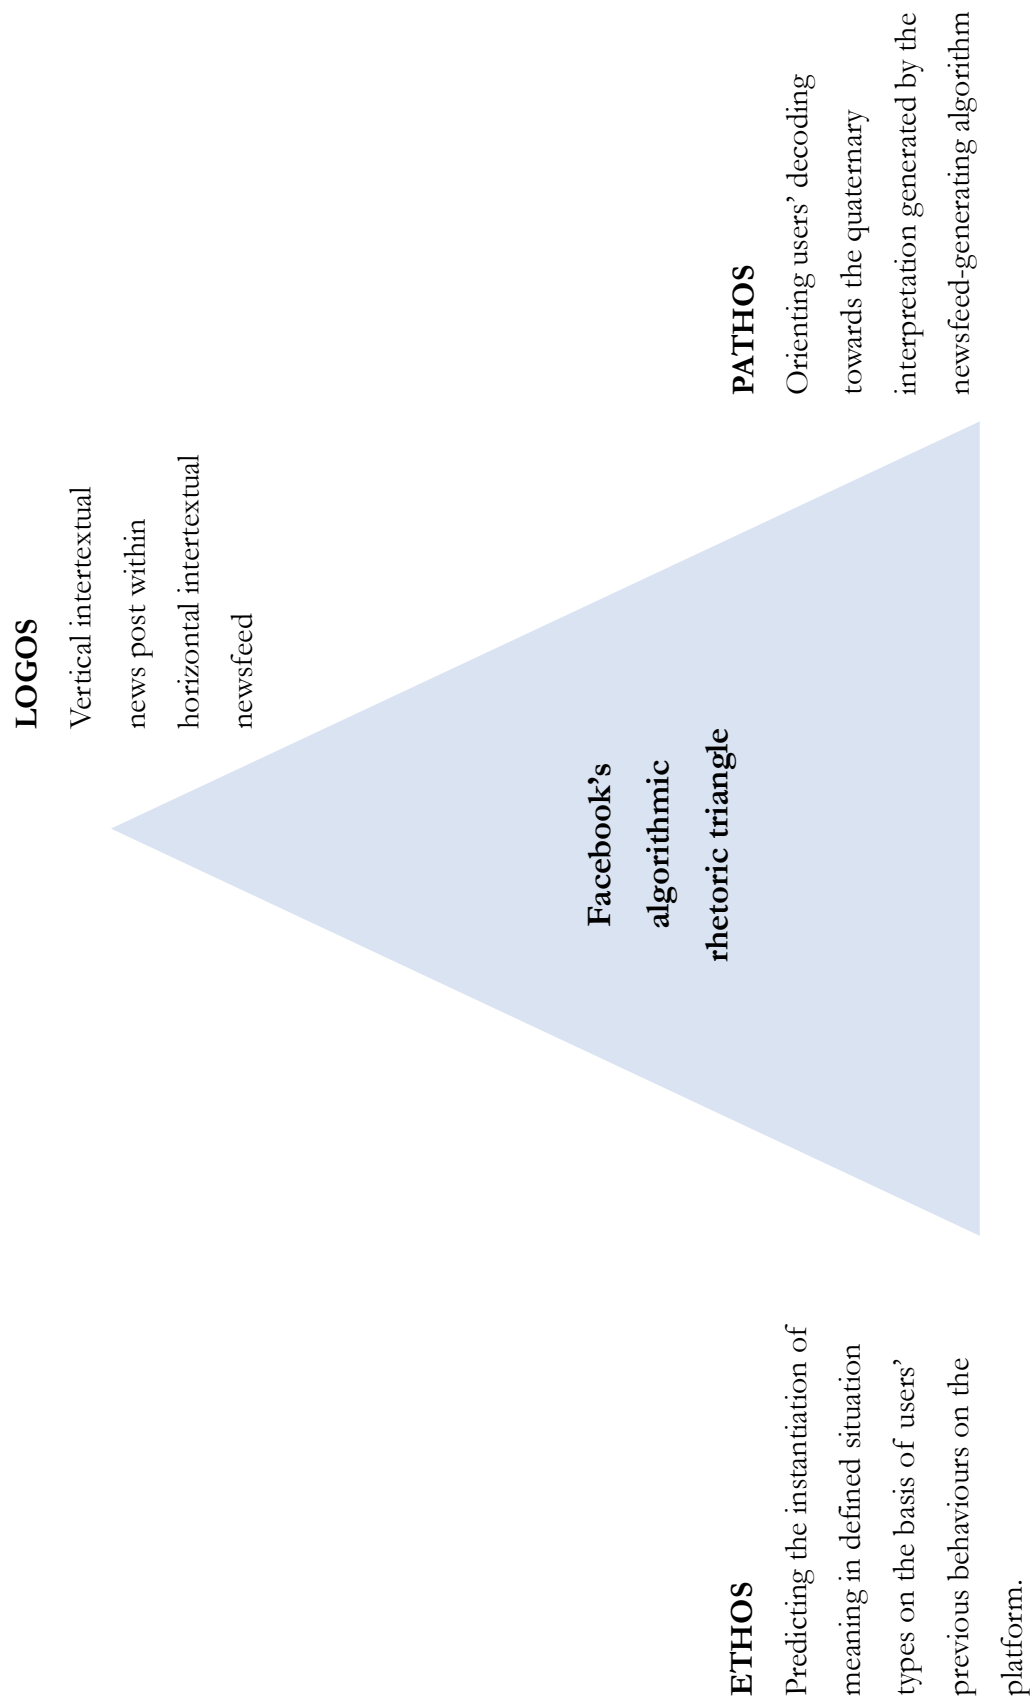 LOGOS
Vertical intertextual
news post within
horizontal intertextual
newsfeed
Facebook’s
algorithmic
rhetoric triangle
ETHOS
Predicting the instantiation of
meaning in defined situation
types on the basis of users’
previous behaviours on the
platform.
PATHOS
Orienting users’ decoding
towards the quaternary
interpretation generated by the
newsfeed-generating algorithm